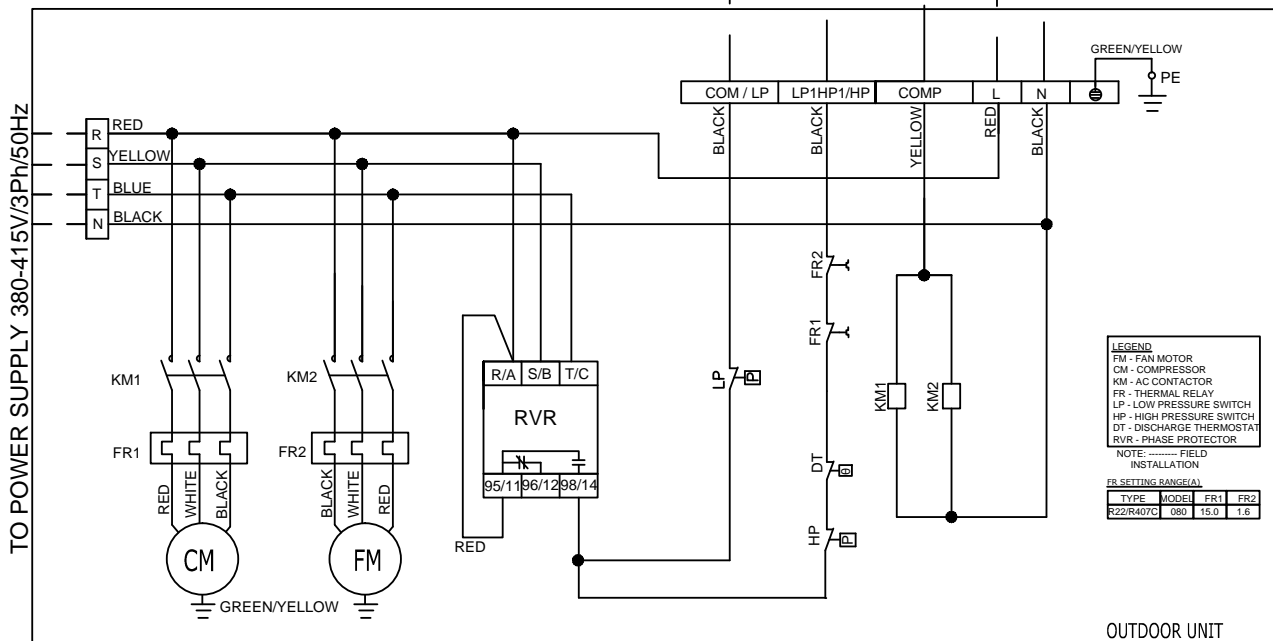 GREEN/YELLOW
PE
COM / LP LP1HP1/HP COMP L N
BLACK BLACK YELLOW RED BLACK
TO POWER SUPPLY 380-415V/3Ph/50Hz
R RED
S YELLOW
T BLUE
N BLACK
FR2
FR1
KM1
KM2
R/A S/B T/C
RVR
95/11 96/12 98/14
LP P
KM1 KM2
FR1
FR2
RED WHITE BLACK
BLACK WHITE RED
RED
DT θ
HP P
CM
FM
GREEN/YELLOW
LEGEND
FM - FAN MOTOR
CM - COMPRESSOR
KM - AC CONTACTOR
FR - THERMAL RELAY
LP - LOW PRESSURE SWITCH
HP - HIGH PRESSURE SWITCH
DT - DISCHARGE THERMOSTAT
RVR - PHASE PROTECTOR
NOTE: --------- FIELD
INSTALLATION
FR SETTING RANGE(A)
TYPE MODEL FR1 FR2
R22/R407C 080 15.0 1.6
OUTDOOR UNIT